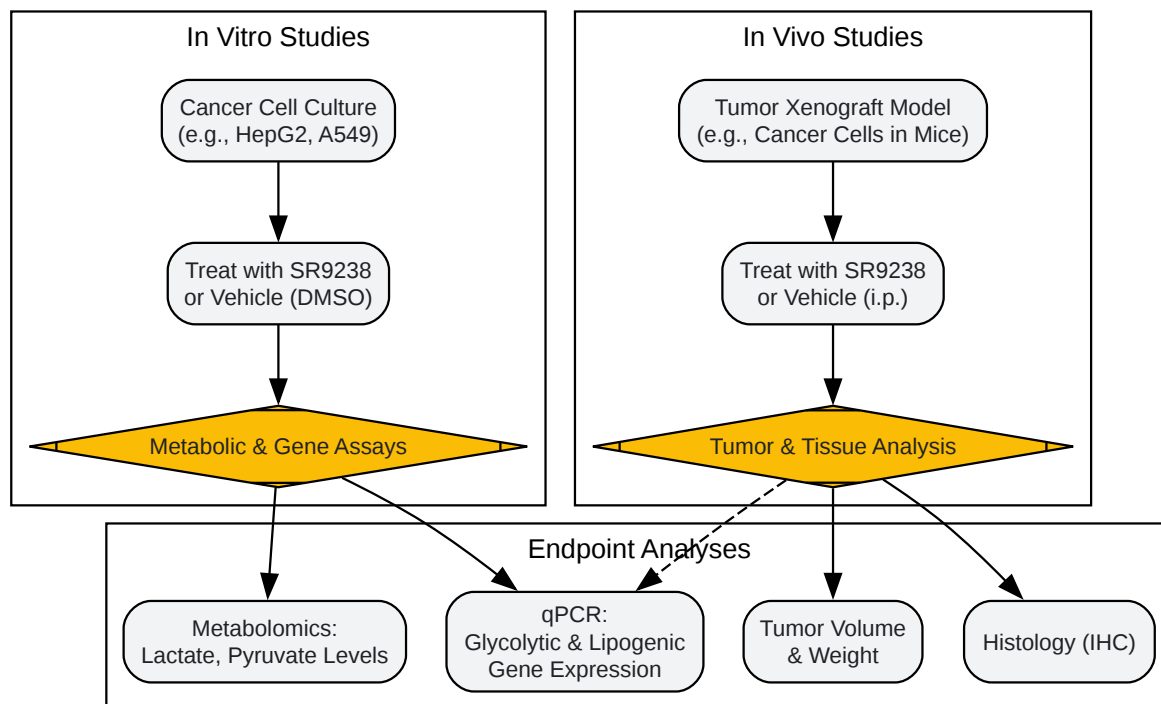 In Vitro Studies
Cancer Cell Culture
(e.g., HepG2, A549)
Treat with SR9238
or Vehicle (DMSO)
Metabolic & Gene Assays
In Vivo Studies
Tumor Xenograft Model
(e.g., Cancer Cells in Mice)
Treat with SR9238
or Vehicle (i.p.)
Tumor & Tissue Analysis
Endpoint Analyses
Metabolomics:
Lactate, Pyruvate Levels
qPCR:
Glycolytic & Lipogenic
Gene Expression
Tumor Volume
& Weight
Histology (IHC)